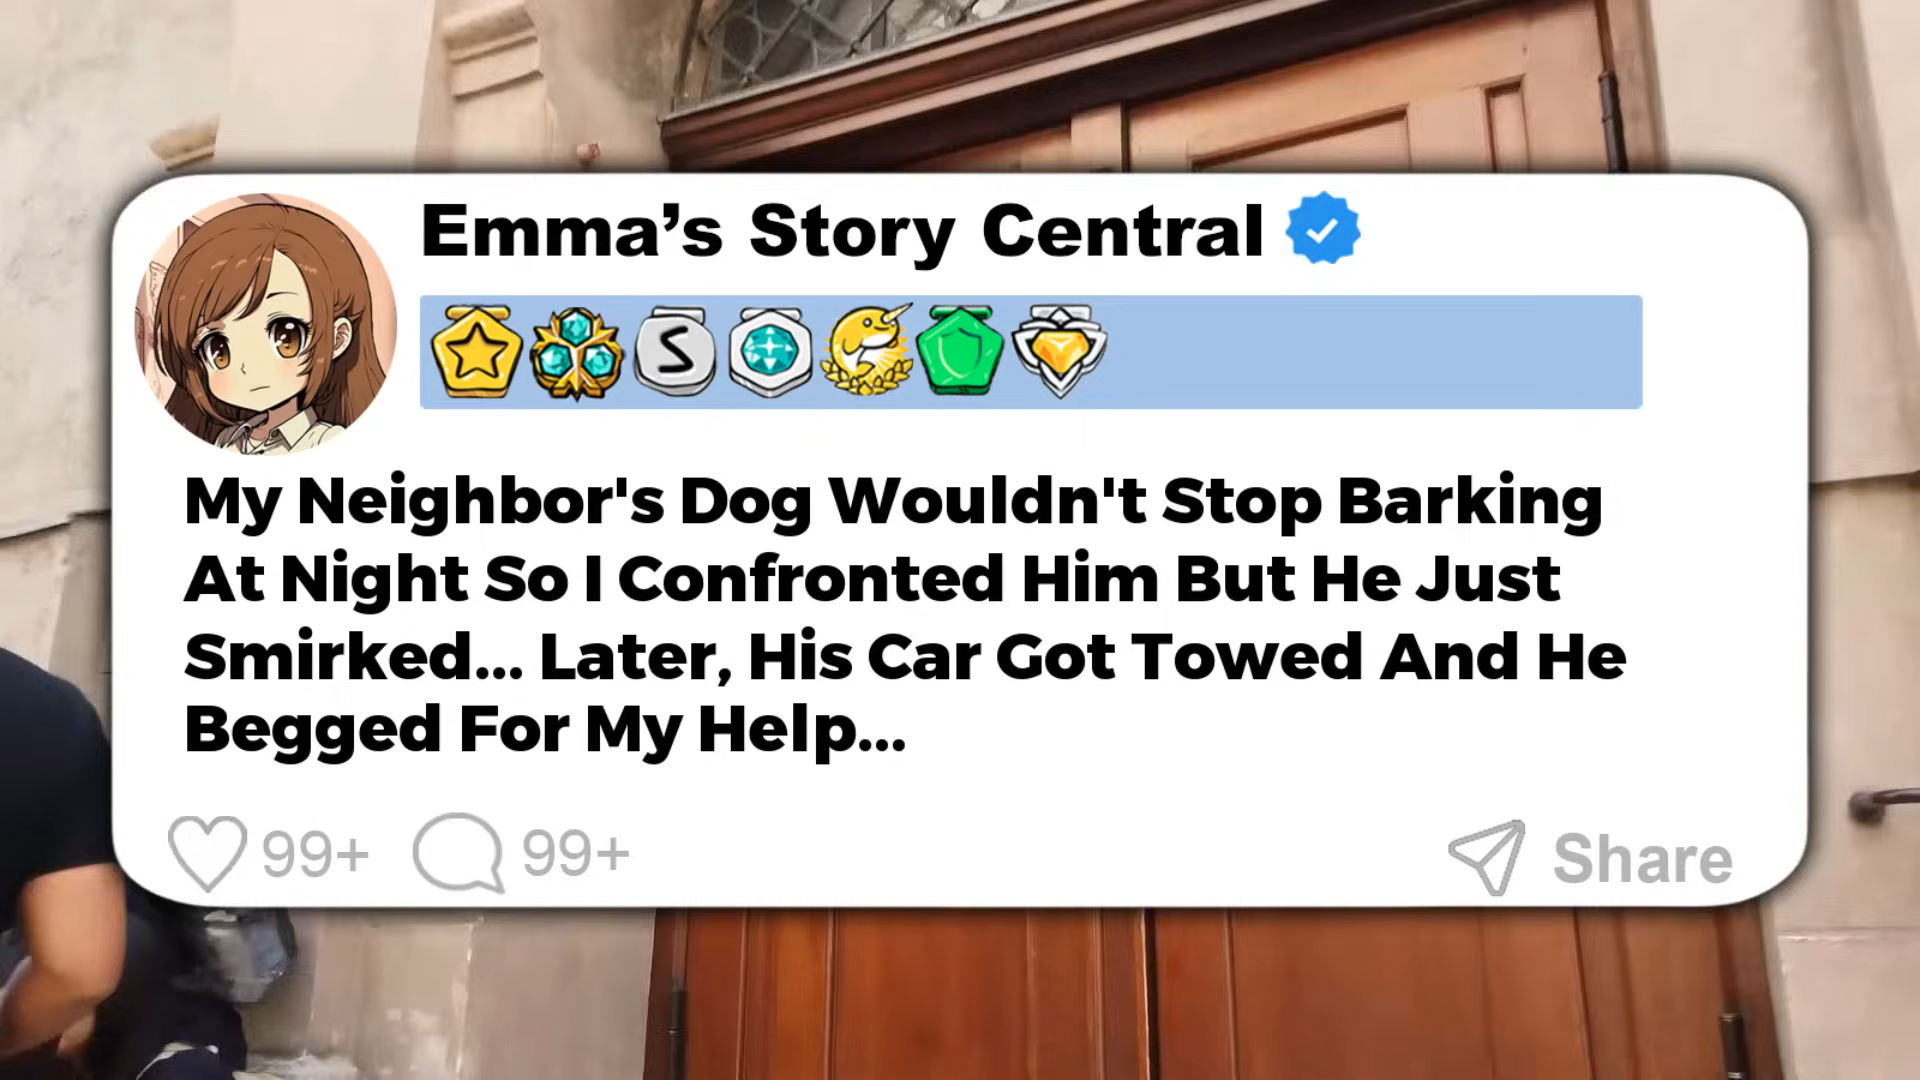 Emma’s Story Central
S
My Neighbor's Dog Wouldn't Stop Barking
At Night So I Confronted Him But He Just
Smirked... Later, His Car Got Towed And He
Begged For My Help...
99+
99+
Share